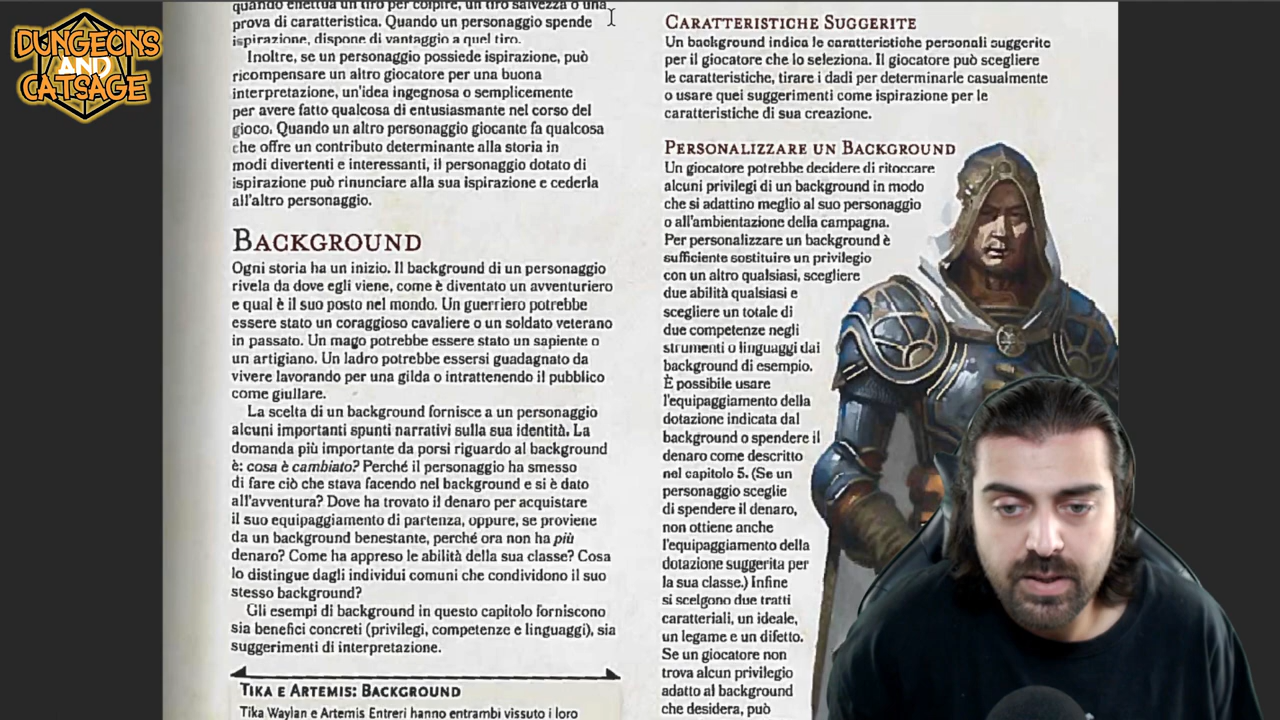 DUNGEONS
AND
CATSAGE
quando effettua un tiro per colpire, un tiro salvezza o una
prova di caratteristica. Quando un personaggio spende
ispirazione, dispone di vantaggio a quel tiro.
Inoltre, se un personaggio possiede ispirazione, può
ricompensare un altro giocatore per una buona
interpretazione, un'idea ingegnosa o semplicemente
per avere fatto qualcosa di entusiasmante nel corso del
gioco. Quando un altro personaggio giocante fa qualcosa
che offre un contributo determinante alla storia in
modi divertenti e interessanti, il personaggio dotato di
ispirazione può rinunciare alla sua ispirazione e cederla
all'altro personaggio.
BACKGROUND
Ogni storia ha un inizio. Il background di un personaggio
rivela da dove egli viene, come è diventato un avventuriero
e qual è il suo posto nel mondo. Un guerriero potrebbe
essere stato un coraggioso cavaliere o un soldato veterano
in passato. Un mago potrebbe essere stato un sapiente o
un artigiano. Un ladro potrebbe essersi guadagnato da
vivere lavorando per una gilda o intrattenendo il pubblico
come giullare.
La scelta di un background fornisce a un personaggio
alcuni importanti spunti narrativi sulla sua identità. La
domanda più importante da porsi riguardo al background
è: cosa è cambiato? Perché il personaggio ha smesso
di fare ciò che stava facendo nel background e si è dato
all'avventura? Dove ha trovato il denaro per acquistare
il suo equipaggiamento di partenza, oppure, se proviene
da un background benestante, perché ora non ha più
denaro? Come ha appreso le abilità della sua classe? Cosa
lo distingue dagli individui comuni che condividono il suo
stesso background?
Gli esempi di background in questo capitolo forniscono
sia benefici concreti (privilegi, competenze e linguaggi), sia
suggerimenti di interpretazione.
TIKA E ARTEMIS: BACKGROUND
Tika Waylan e Artemis Entreri hanno entrambi vissuto i loro
CARATTERISTICHE SUGGERITE
Un background indica le caratteristiche personali suggerite
per il giocatore che lo seleziona. Il giocatore può scegliere
le caratteristiche, tirare i dadi per determinarle casualmente
o usare quei suggerimenti come ispirazione per le
caratteristiche di sua creazione.
PERSONALIZZARE UN BACKGROUND
Un giocatore potrebbe decidere di ritoccare
alcuni privilegi di un background in modo
che si adattino meglio al suo personaggio
o all'ambientazione della campagna.
Per personalizzare un background è
sufficiente sostituire un privilegio
con un altro qualsiasi, scegliere
due abilità qualsiasi e
scegliere un totale di
due competenze negli
strumenti o linguaggi dai
background di esempio.
È possibile usare
l'equipaggiamento della
dotazione indicata dal
background o spendere il
denaro come descritto
nel capitolo 5. (Se un
personaggio sceglie
di spendere il denaro,
non ottiene anche
l'equipaggiamento della
dotazione suggerita per
la sua classe.) Infine
si scelgono due tratti
caratteriali, un ideale,
un legame e un difetto.
Se un giocatore non
trova alcun privilegio
adatto al background
che desidera, può